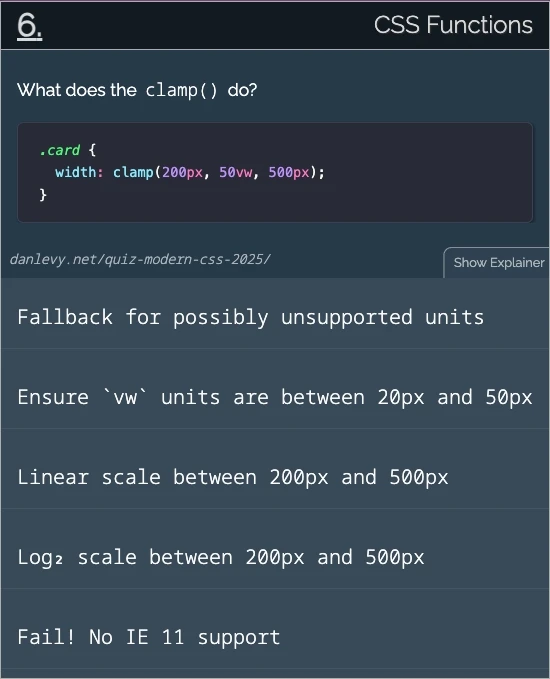 6.
CSS Functions
What does the clamp() do?
.card {
  width: clamp(200px, 50vw, 500px);
}
danlevy.net/quiz-modern-css-2025/
Show Explainer
Fallback for possibly unsupported units
Ensure `vw` units are between 20px and 50px
Linear scale between 200px and 500px
Log₂ scale between 200px and 500px
Fail! No IE 11 support